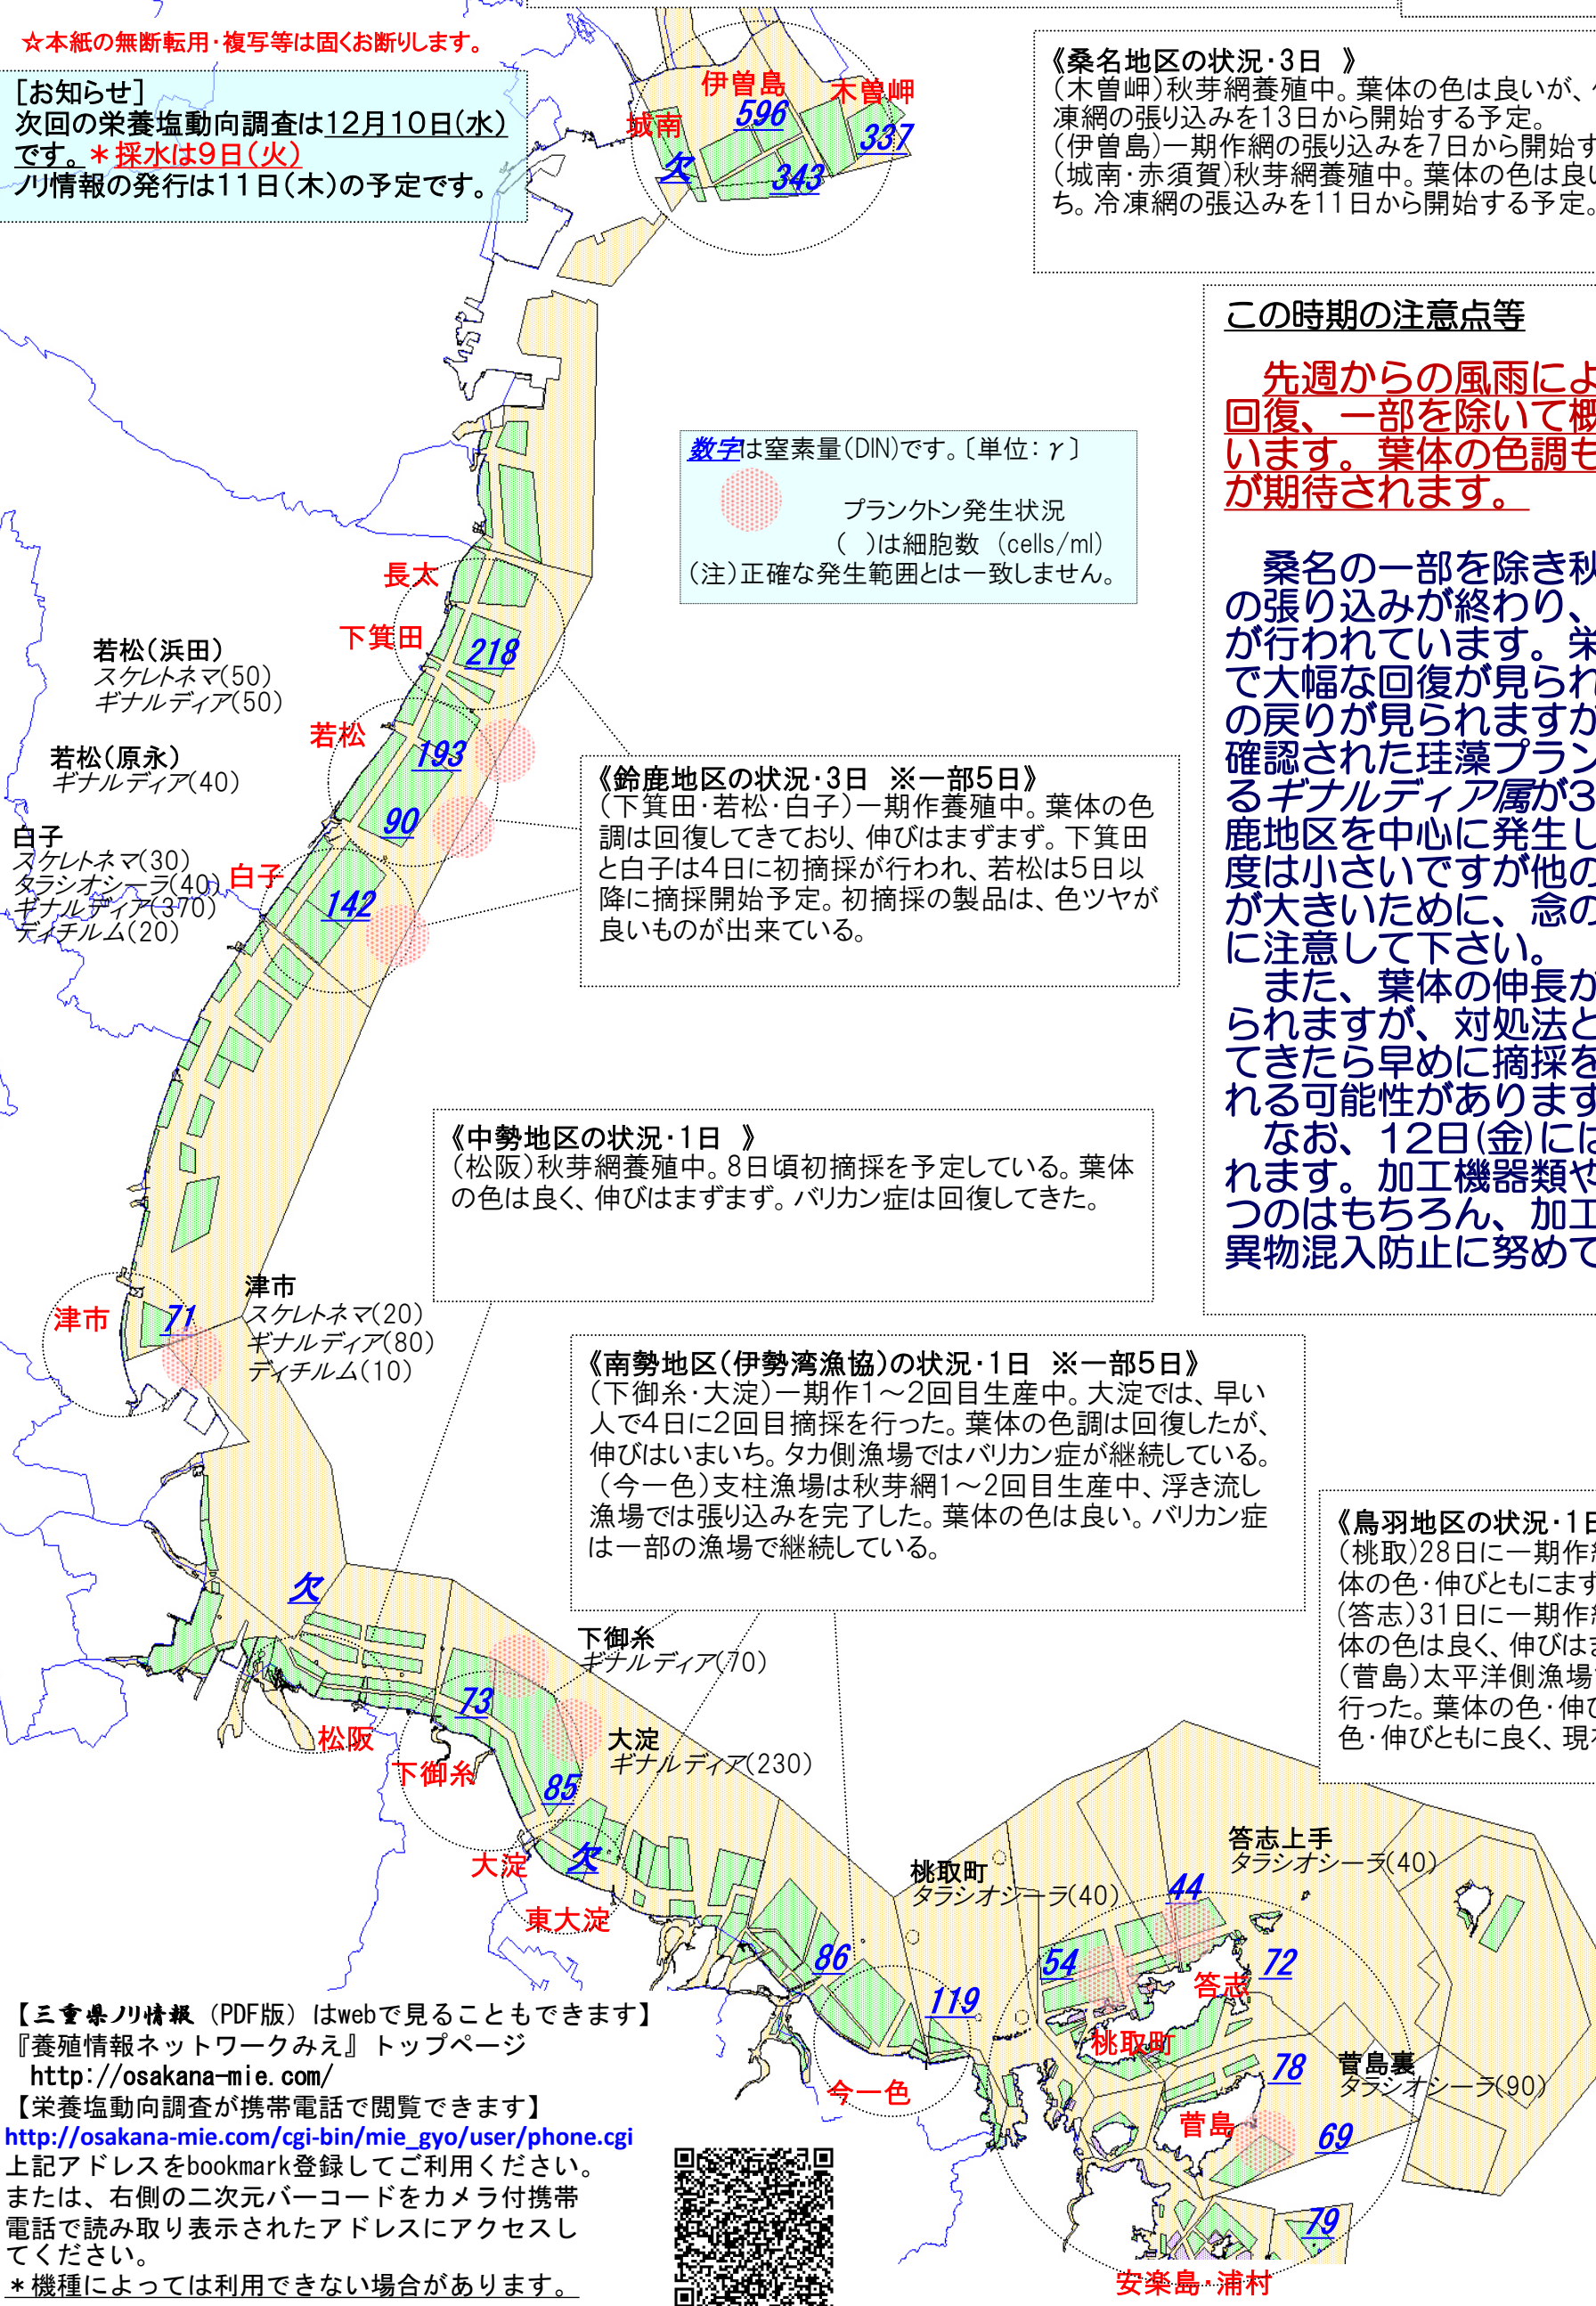 ☆本紙の無断転用・複写等は固くお断りします。
[お知らせ]
次回の栄養塩動向調査は12月10日(水)
です。＊採水は9日(火)
ノリ情報の発行は11日(木)の予定です。
伊曽島
木曽岬
城南
596
337
欠
343
《桑名地区の状況・3日　》
(木曽岬)秋芽網養殖中。葉体の色は良いが、
凍網の張り込みを13日から開始する予定。
(伊曽島)一期作網の張り込みを7日から開始す
(城南・赤須賀)秋芽網養殖中。葉体の色は良い
ち。冷凍網の張込みを11日から開始する予定。
この時期の注意点等
先週からの風雨によ
回復、一部を除いて概
います。葉体の色調も
が期待されます。
桑名の一部を除き秋
の張り込みが終わり、
が行われています。栄
で大幅な回復が見られ
の戻りが見られますが
確認された珪藻プラン
るギナルディア属が3
鹿地区を中心に発生し
度は小さいですが他の
が大きいために、念の
に注意して下さい。
また、葉体の伸長が
られますが、対処法と
てきたら早めに摘採を
れる可能性があります
なお、12日(金)には
れます。加工機器類や
つのはもちろん、加工
異物混入防止に努めて
数字は窒素量(DIN)です。〔単位：γ〕
プランクトン発生状況
(　)は細胞数 (cells/ml)
(注)正確な発生範囲とは一致しません。
長太
下箕田
218
若松(浜田)
スケレトネマ(50)
ギナルディア(50)
若松
193
若松(原永)
ギナルディア(40)
90
白子
スケレトネマ(30)
タラシオシーラ(40)
ギナルディア(370)
ディチルム(20)
白子
142
《鈴鹿地区の状況・3日　※一部5日》
(下箕田・若松・白子)一期作養殖中。葉体の色
調は回復してきており、伸びはまずまず。下箕田
と白子は4日に初摘採が行われ、若松は5日以
降に摘採開始予定。初摘採の製品は、色ツヤが
良いものが出来ている。
《中勢地区の状況・1日　》
(松阪)秋芽網養殖中。8日頃初摘採を予定している。葉体
の色は良く、伸びはまずまず。バリカン症は回復してきた。
津市
71
津市
スケレトネマ(20)
ギナルディア(80)
ディチルム(10)
《南勢地区(伊勢湾漁協)の状況・1日　※一部5日》
(下御糸・大淀)一期作1～2回目生産中。大淀では、早い
人で4日に2回目摘採を行った。葉体の色調は回復したが、
伸びはいまいち。タカ側漁場ではバリカン症が継続している。
(今一色)支柱漁場は秋芽網1～2回目生産中、浮き流し
漁場では張り込みを完了した。葉体の色は良い。バリカン症
は一部の漁場で継続している。
《鳥羽地区の状況・1日
(桃取)28日に一期作
体の色・伸びともにまず
(答志)31日に一期作
体の色は良く、伸びはま
(菅島)太平洋側漁場
行った。葉体の色・伸び
色・伸びともに良く、現在
欠
下御糸
ギナルディア(70)
73
松阪
下御糸
大淀
ギナルディア(230)
85
大淀
欠
東大淀
86
119
今一色
桃取町
タラシオシーラ(40)
答志上手
タラシオシーラ(40)
44
54
72
答志
桃取町
78
菅島裏
タラシオシーラ(90)
菅島
69
79
安楽島・浦村
【三重県ノリ情報（PDF版）はwebで見ることもできます】
『養殖情報ネットワークみえ』トップページ
http://osakana-mie.com/
【栄養塩動向調査が携帯電話で閲覧できます】
http://osakana-mie.com/cgi-bin/mie_gyo/user/phone.cgi
上記アドレスをbookmark登録してご利用ください。
または、右側の二次元バーコードをカメラ付携帯
電話で読み取り表示されたアドレスにアクセスし
てください。
＊機種によっては利用できない場合があります。